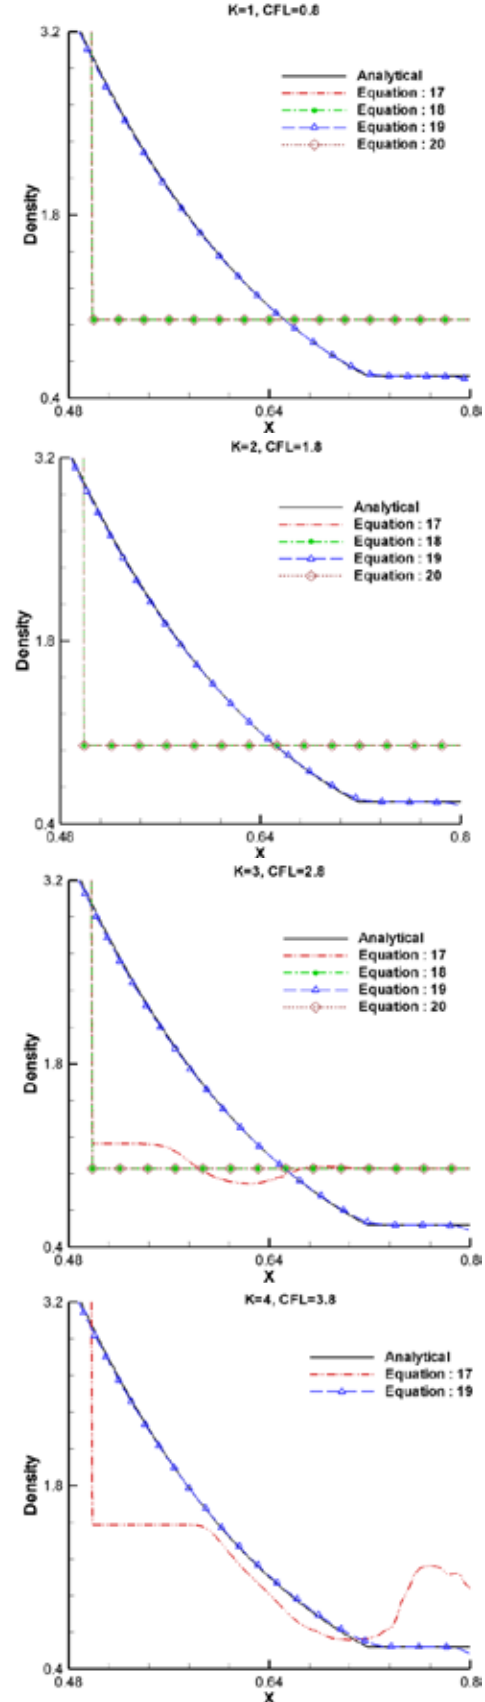 K=1, CFL=0.8
3.2
Analytical
Equation : 17
Equation : 18
Equation : 19
Equation : 20
Density
1.8
0.4
0.48
0.64
0.88
X
K=2, CFL=1.8
3.2
Analytical
Equation : 17
Equation : 18
Equation : 19
Equation : 20
Density
1.8
0.4
0.48
0.64
0.8
X
K=3, CFL=2.8
3.2
Analytical
Equation : 17
Equation : 18
Equation : 19
Equation : 20
Density
1.8
0.4
0.48
0.64
0.8
X
K=4, CFL=3.8
3.2
Analytical
Equation : 17
Equation : 19
Density
1.8
0.4
0.48
0.64
0.8
X